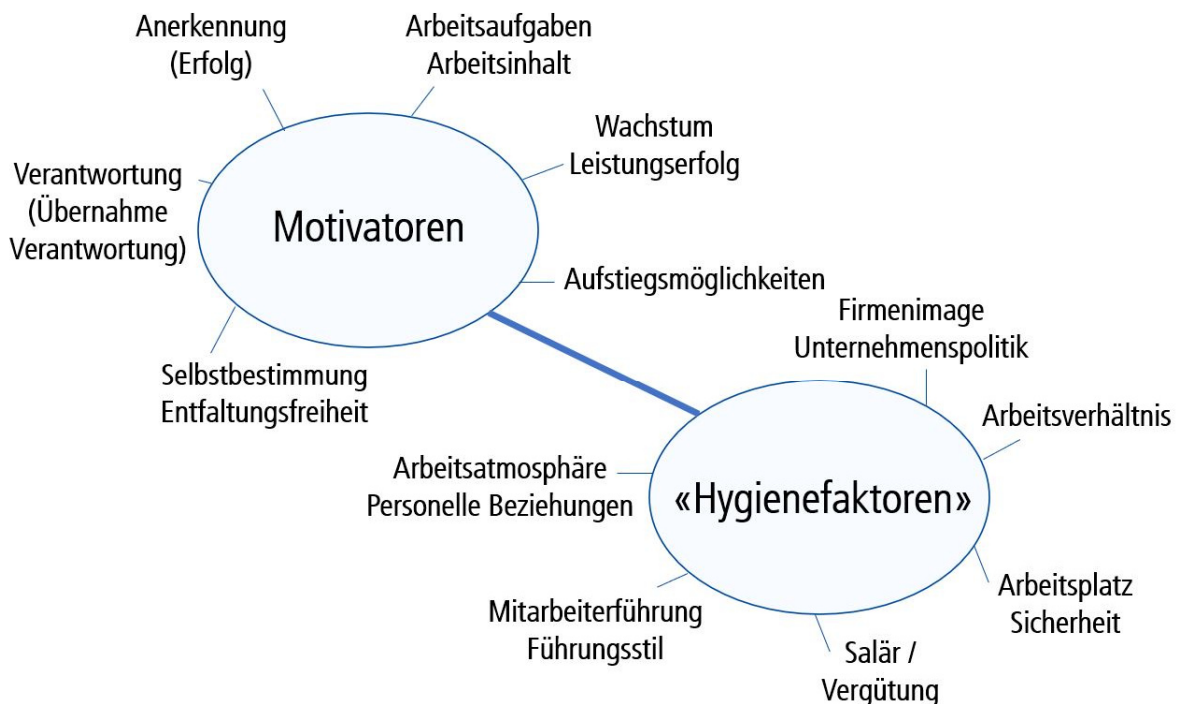 Anerkennung
(Erfolg)
Arbeitsaufgaben
Arbeitsinhalt
Wachstum
Leistungserfolg
Verantwortung
(Übernahme
Verantwortung)
Motivatoren
Aufstiegsmöglichkeiten
Selbstbestimmung
Entfaltungsfreiheit
Firmenimage
Unternehmenspolitik
Arbeitsverhältnis
Arbeitsatmosphäre
Personelle Beziehungen
«Hygienefaktoren»
Mitarbeiterführung
Führungsstil
Arbeitsplatz
Sicherheit
Salär /
Vergütung